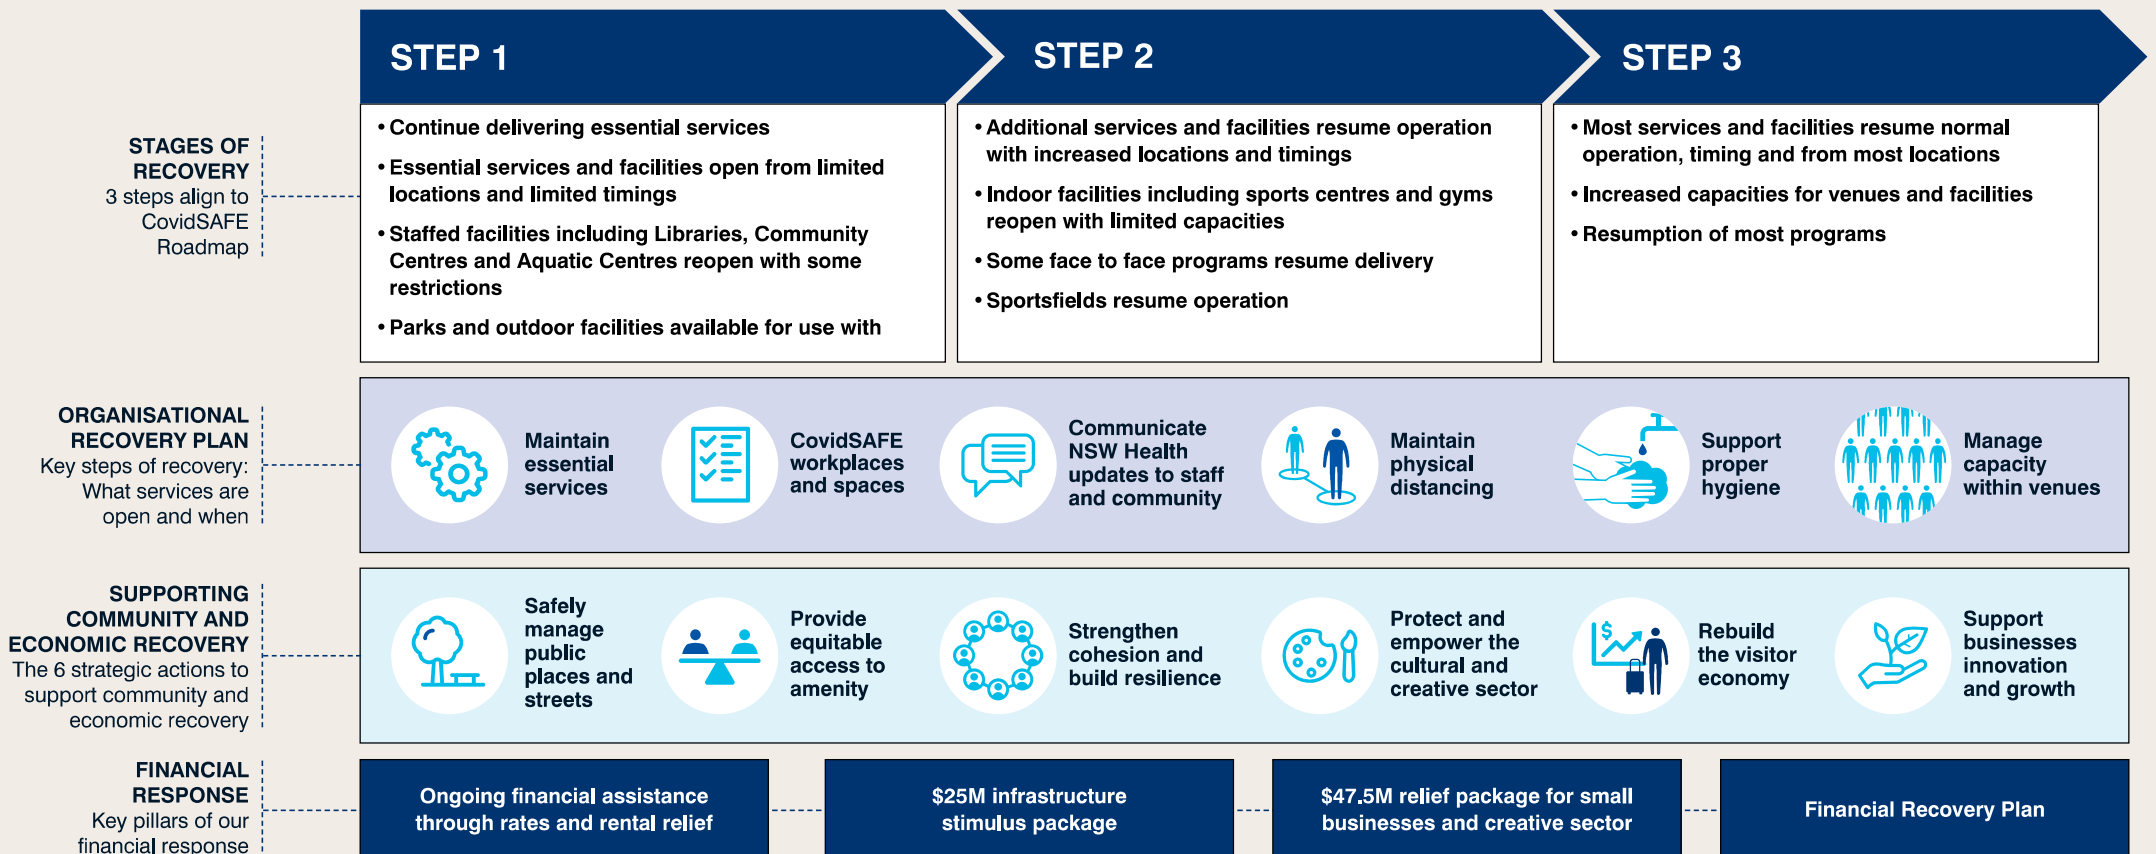 STEP 1
STEP 2
STEP 3
STAGES OF
RECOVERY
3 steps align to
CovidSAFE
Roadmap
• Continue delivering essential services
• Essential services and facilities open from limited
locations and limited timings
• Staffed facilities including Libraries, Community
Centres and Aquatic Centres reopen with some
restrictions
• Parks and outdoor facilities available for use with
• Additional services and facilities resume operation
with increased locations and timings
• Indoor facilities including sports centres and gyms
reopen with limited capacities
• Some face to face programs resume delivery
• Sportsfields resume operation
• Most services and facilities resume normal
operation, timing and from most locations
• Increased capacities for venues and facilities
• Resumption of most programs
ORGANISATIONAL
RECOVERY PLAN
Key steps of recovery:
What services are
open and when
Maintain
essential
services
CovidSAFE
workplaces
and spaces
Communicate
NSW Health
updates to staff
and community
Maintain
physical
distancing
Support
proper
hygiene
Manage
capacity
within venues
SUPPORTING
COMMUNITY AND
ECONOMIC RECOVERY
The 6 strategic actions to
support community and
economic recovery
Safely
manage
public
places and
streets
Provide
equitable
access to
amenity
Strengthen
cohesion and
build resilience
Protect and
empower the
cultural and
creative sector
$
Rebuild
the visitor
economy
Support
businesses
innovation
and growth
FINANCIAL
RESPONSE
Key pillars of our
financial response
Ongoing financial assistance
through rates and rental relief
$25M infrastructure
stimulus package
$47.5M relief package for small
businesses and creative sector
Financial Recovery Plan